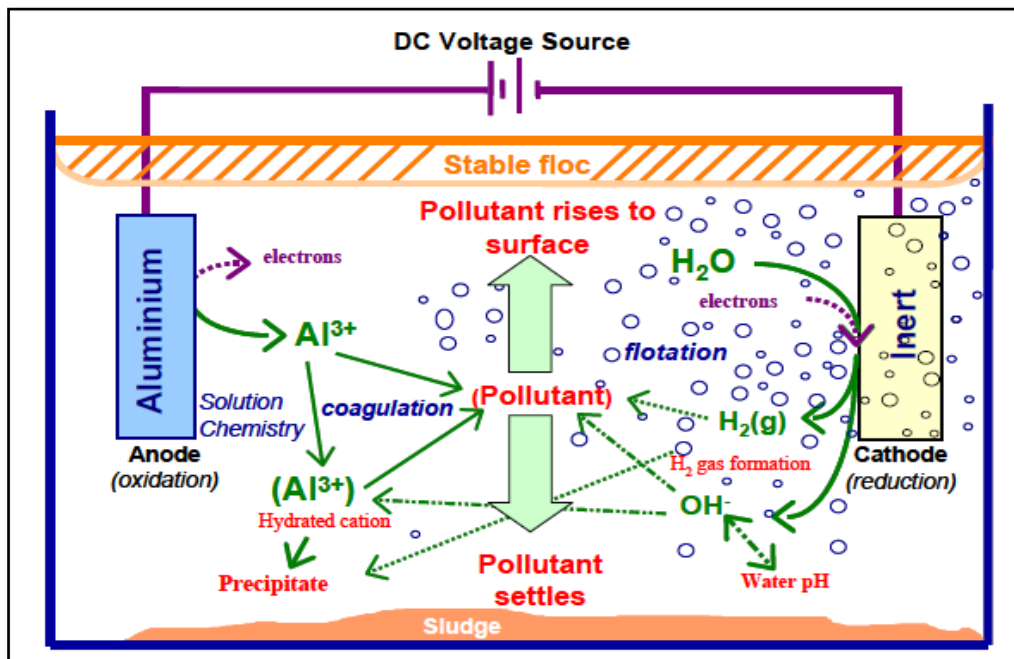 DC Voltage Source
Stable floc
Pollutant rises to
surface
H₂O
electrons
electrons
Aluminium
Inert
Al³⁺
flotation
(Pollutant)
coagulation
Solution
Chemistry
H₂(g)
Anode
(oxidation)
Cathode
(reduction)
H₂ gas formation
(Al³⁺)
OH⁻
Hydrated cation
Precipitate
Pollutant
settles
Water pH
Sludge